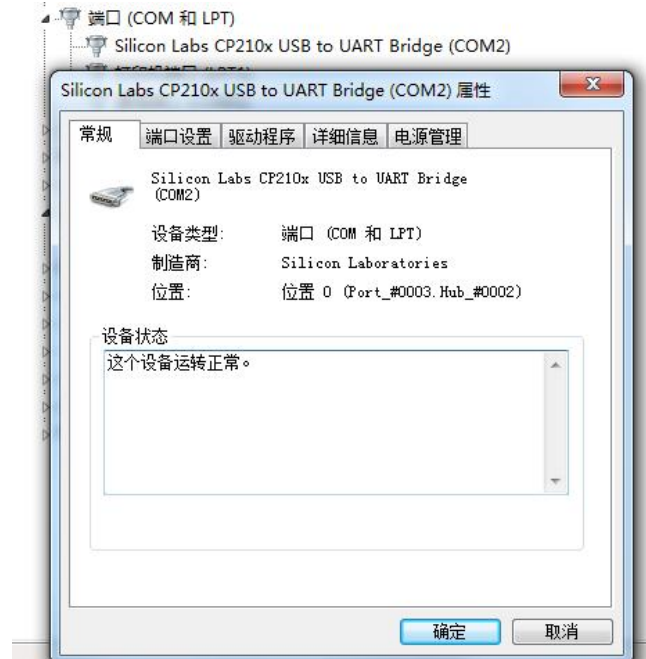 端口 (COM 和 LPT)
Silicon Labs CP210x USB to UART Bridge (COM2)
Silicon Labs CP210x USB to UART Bridge (COM2) 属性
常规 端口设置 驱动程序 详细信息 电源管理
Silicon Labs CP210x USB to UART Bridge
(COM2)
设备类型: 端口 (COM 和 LPT)
制造商: Silicon Laboratories
位置: 位置 0 (Port_#0003.Hub_#0002)
设备状态
这个设备运转正常。
确定 取消